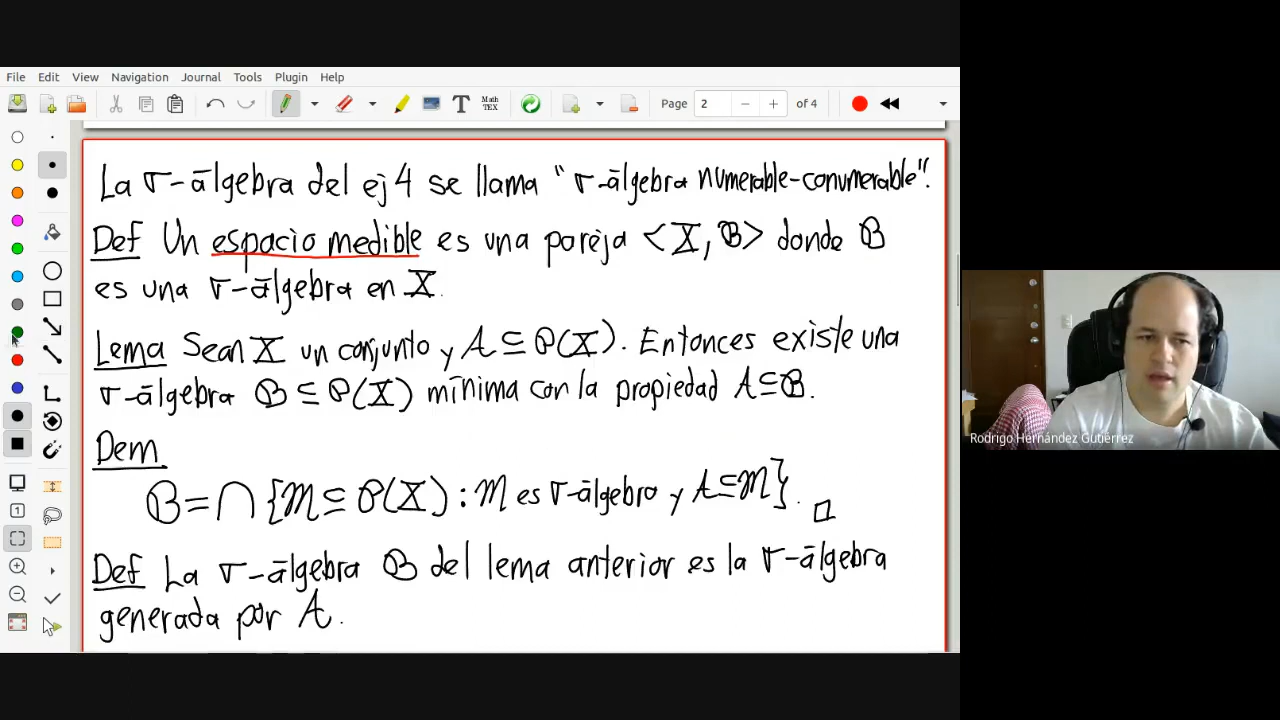 File Edit View Navigation Journal Tools Plugin Help
T Math TEX Page 2 of 4
La σ-álgebra del ej 4 se llama "σ-álgebra numerable-conumerable".
Def Un espacio medible es una pareja <X, B> donde B
es una σ-álgebra en X.
Lema Sean X un conjunto y A ⊆ P(X). Entonces existe una
σ-álgebra B ⊆ P(X) mínima con la propiedad A⊆B.
Dem
B = ∩ {M ⊆ P(X) : M es σ-álgebra y A⊆M}. □
Def La σ-álgebra B del lema anterior es la σ-álgebra
generada por A.
Rodrigo Hernández Gutiérrez